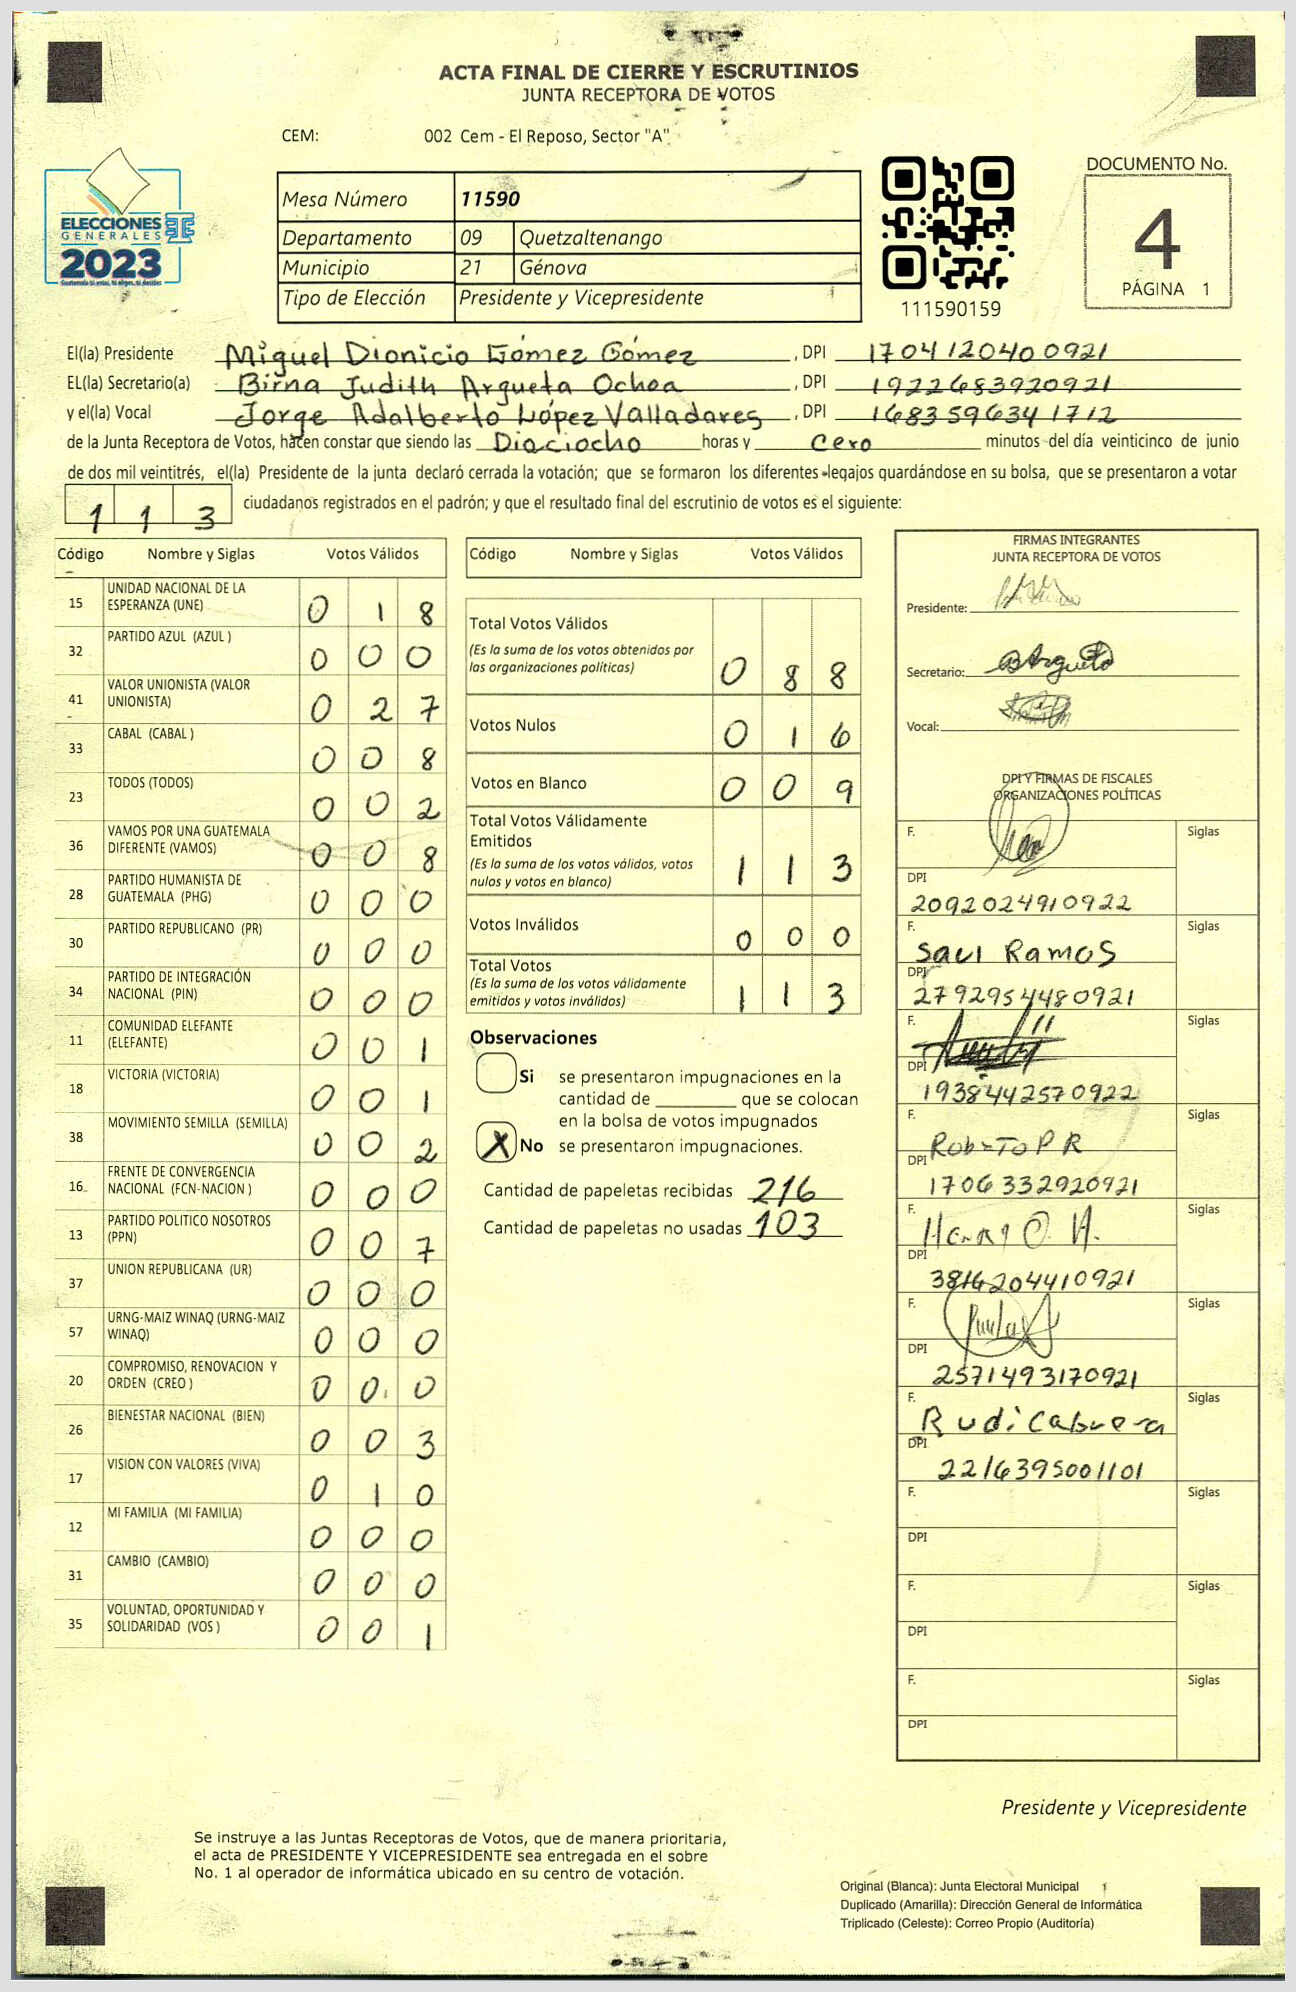 ACTA FINAL DE CIERRE Y ESCRUTINIOS
JUNTA RECEPTORA DE VOTOS
CEM: 002 Cem - El Reposo, Sector "A"
DOCUMENTO No.
4
PÁGINA 1
ELECCIONES
GENERALES
2023
Mesa Número 11590
Departamento 09 Quetzaltenango
Municipio 21 Génova
Tipo de Elección Presidente y Vicepresidente
111590159
El(la) Presidente Miguel Dionicio Gómez Gómez , DPI 1704120400921
EL(la) Secretario(a) Birna Judith Argueta Ochoa , DPI 1922683920921
y el(la) Vocal Jorge Adalberto López Valladares , DPI 1683596341712
de la Junta Receptora de Votos, hacen constar que siendo las Dieciocho horas y Cero minutos del día veinticinco de junio
de dos mil veintitrés, el(la) Presidente de la junta declaró cerrada la votación; que se formaron los diferentes legajos quardándose en su bolsa, que se presentaron a votar
113 ciudadanos registrados en el padrón; y que el resultado final del escrutinio de votos es el siguiente:
Código Nombre y Siglas Votos Válidos
15 UNIDAD NACIONAL DE LA ESPERANZA (UNE) 0 1 8
32 PARTIDO AZUL (AZUL ) 0 0 0
41 VALOR UNIONISTA (VALOR UNIONISTA) 0 2 7
33 CABAL (CABAL ) 0 0 8
23 TODOS (TODOS) 0 0 2
36 VAMOS POR UNA GUATEMALA DIFERENTE (VAMOS) 0 0 8
28 PARTIDO HUMANISTA DE GUATEMALA (PHG) 0 0 0
30 PARTIDO REPUBLICANO (PR) 0 0 0
34 PARTIDO DE INTEGRACIÓN NACIONAL (PIN) 0 0 0
11 COMUNIDAD ELEFANTE (ELEFANTE) 0 0 1
18 VICTORIA (VICTORIA) 0 0 1
38 MOVIMIENTO SEMILLA (SEMILLA) 0 0 2
16 FRENTE DE CONVERGENCIA NACIONAL (FCN-NACION ) 0 0 0
13 PARTIDO POLITICO NOSOTROS (PPN) 0 0 7
37 UNION REPUBLICANA (UR) 0 0 0
57 URNG-MAIZ WINAQ (URNG-MAIZ WINAQ) 0 0 0
20 COMPROMISO, RENOVACION Y ORDEN (CREO ) 0 0 0
26 BIENESTAR NACIONAL (BIEN) 0 0 3
17 VISION CON VALORES (VIVA) 0 1 0
12 MI FAMILIA (MI FAMILIA) 0 0 0
31 CAMBIO (CAMBIO) 0 0 0
35 VOLUNTAD, OPORTUNIDAD Y SOLIDARIDAD (VOS ) 0 0 1
Código Nombre y Siglas Votos Válidos
Total Votos Válidos 0 8 8
(Es la suma de los votos obtenidos por
las organizaciones políticas)
Votos Nulos 0 1 6
Votos en Blanco 0 0 9
Total Votos Válidamente
Emitidos 1 1 3
(Es la suma de los votos válidos, votos
nulos y votos en blanco)
Votos Inválidos 0 0 0
Total Votos 1 1 3
(Es la suma de los votos válidamente
emitidos y votos inválidos)
Observaciones
Si se presentaron impugnaciones en la
cantidad de ________ que se colocan
en la bolsa de votos impugnados
X No se presentaron impugnaciones.
Cantidad de papeletas recibidas 216
Cantidad de papeletas no usadas 103
FIRMAS INTEGRANTES
JUNTA RECEPTORA DE VOTOS
Presidente:
Secretario: BArgueta
Vocal:
DPI Y FIRMAS DE FISCALES
ORGANIZACIONES POLÍTICAS
F. Siglas
DPI 2092024910922
F. Saul Ramos Siglas
DPI 2792954480921
F. Siglas
DPI 1938442570922
F. Roberto P R Siglas
DPI 1706332920921
F. Henry O. H. Siglas
DPI 3816204410921
F. Siglas
DPI 2571493170921
F. Rudi Cabrera Siglas
DPI 2216395001101
F. Siglas
DPI
F. Siglas
DPI
F. Siglas
DPI
Presidente y Vicepresidente
Se instruye a las Juntas Receptoras de Votos, que de manera prioritaria,
el acta de PRESIDENTE Y VICEPRESIDENTE sea entregada en el sobre
No. 1 al operador de informática ubicado en su centro de votación.
Original (Blanca): Junta Electoral Municipal
Duplicado (Amarilla): Dirección General de Informática
Triplicado (Celeste): Correo Propio (Auditoría)